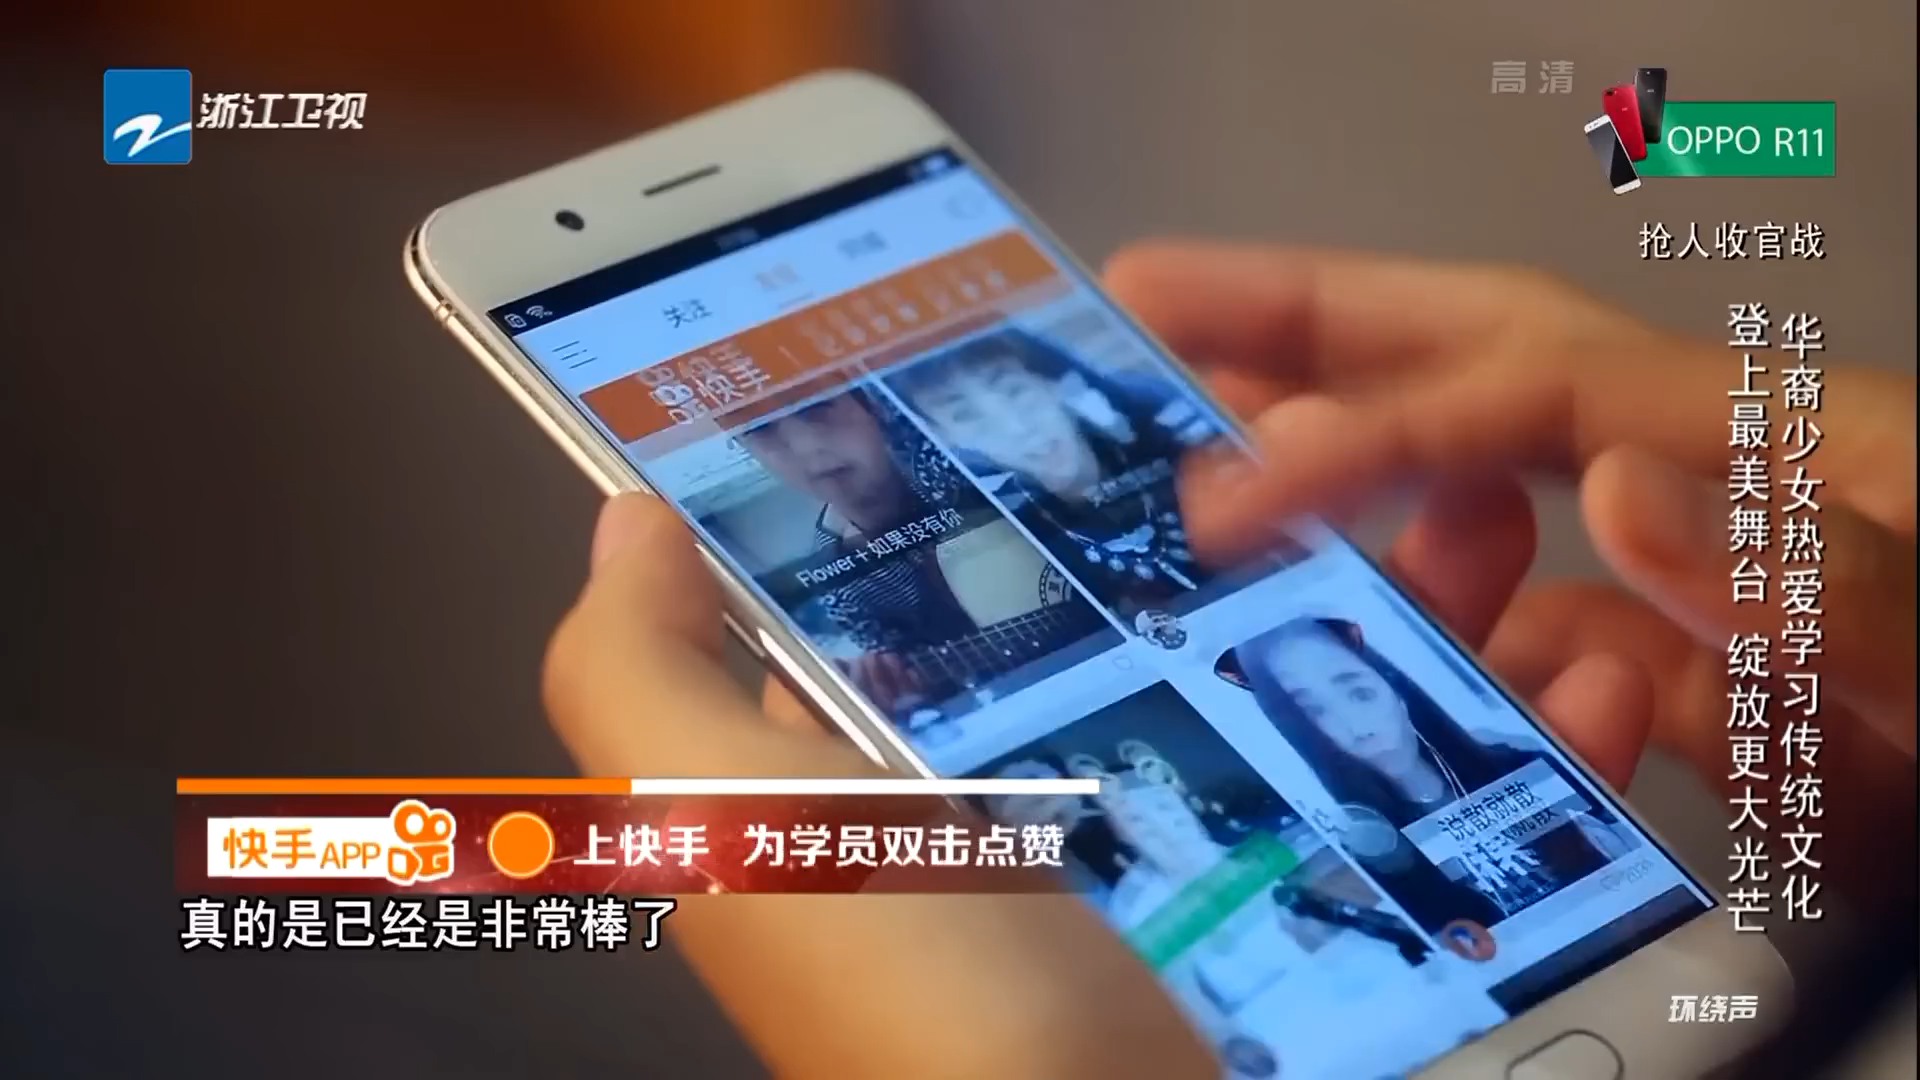 浙江卫视
高清
OPPO R11
抢人收官战
华裔少女热爱学习传统文化
登上最美舞台 绽放更大光芒
关注
快手
快手
Flower+如果没有你
说散就散
快手APP
上快手 为学员双击点赞
真的是已经是非常棒了
环绕声